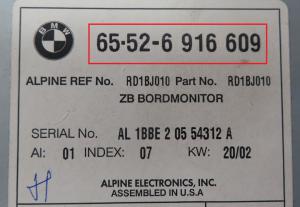 BMW
65-52-6 916 609
ALPINE REF No. RD1BJ010 Part No. RD1BJ010
ZB BORDMONITOR
SERIAL No. AL 1BBE 2 05 54312 A
AI: 01 INDEX: 07 KW: 20/02
ALPINE ELECTRONICS, INC.
ASSEMBLED IN U.S.A